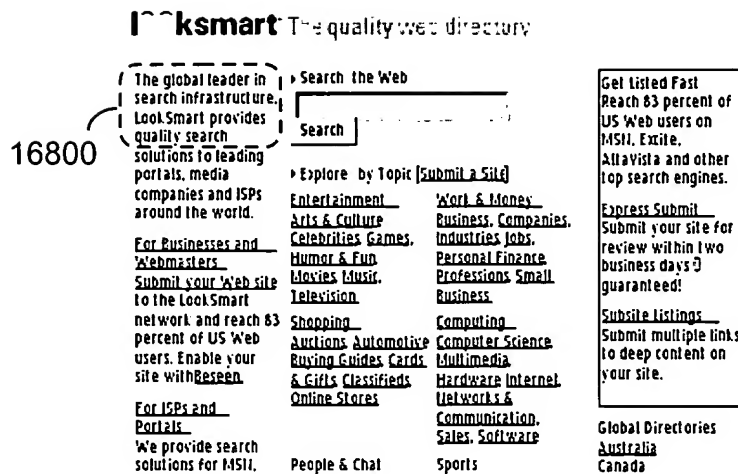 l ksmart The quality web directory
16800
The global leader in
search infrastructure,
LookSmart provides
quality search
solutions to leading
portals, media
companies and ISPs
around the world.
For Businesses and
Webmasters
Submit your Web site
to the LookSmart
network and reach 83
percent of US Web
users. Enable your
site with Beseen
For ISPs and
Portals
We provide search
solutions for MSN,
Search the Web
Search
Explore by Topic [Submit a Site]
Entertainment
Arts & Culture
Celebrities, Games,
Humor & Fun
Movies, Music,
Television
Shopping
Auctions, Automotive
Buying Guides, Cards
& Gifts, Classifieds
Online Stores
People & Chat
Work & Money
Business, Companies,
Industries, Jobs,
Personal Finance
Professions, Small
Business
Computing
Computer Science
Multimedia
Hardware, Internet,
Networks &
Communication,
Sales, Software
Sports
Get Listed Fast
Reach 83 percent of
US Web users on
MSN, Excite,
Altavista and other
top search engines.
Express Submit
Submit your site for
review within two
business days
guaranteed!
Subsite Listings
Submit multiple links
to deep content on
your site.
Global Directories
Australia
Canada